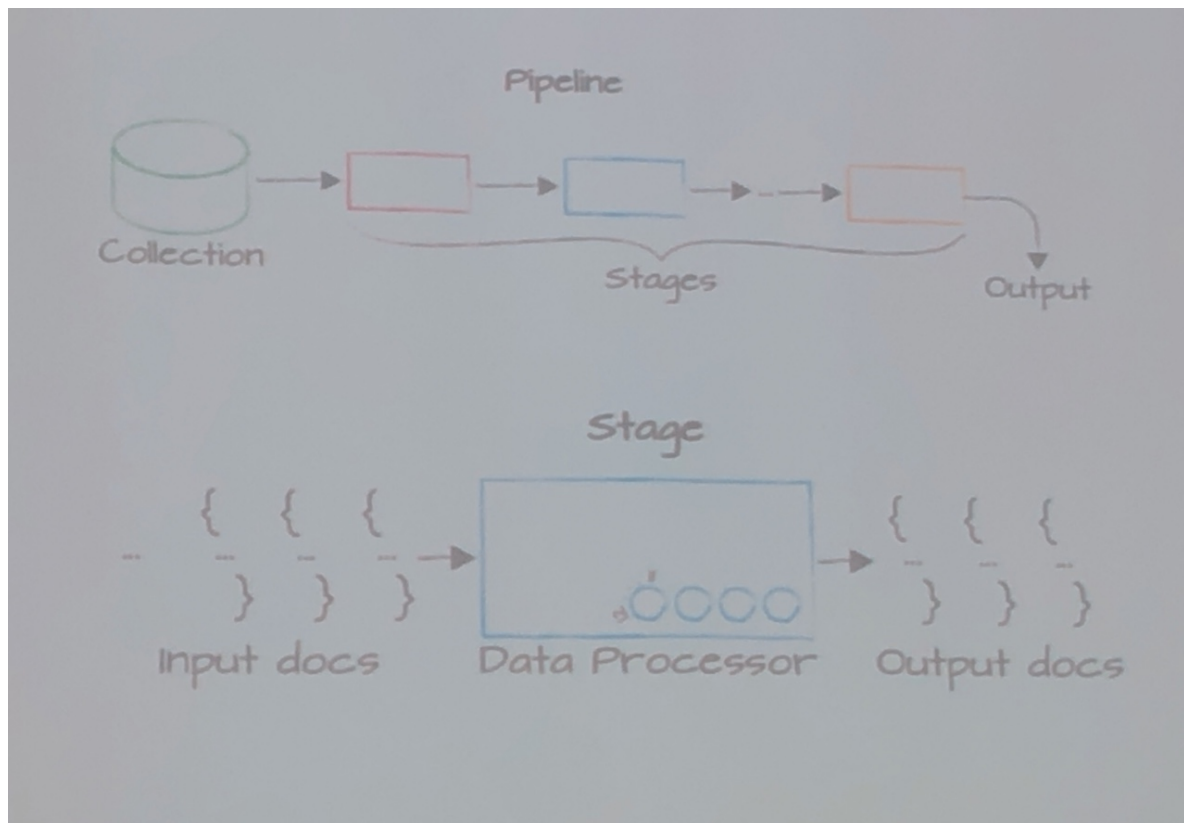 Pipeline
Collection
Stages
Output
Stage
{ { {
... ... ... ...
} } }
{ { {
... ... ...
} } }
Input docs
Data Processor
Output docs